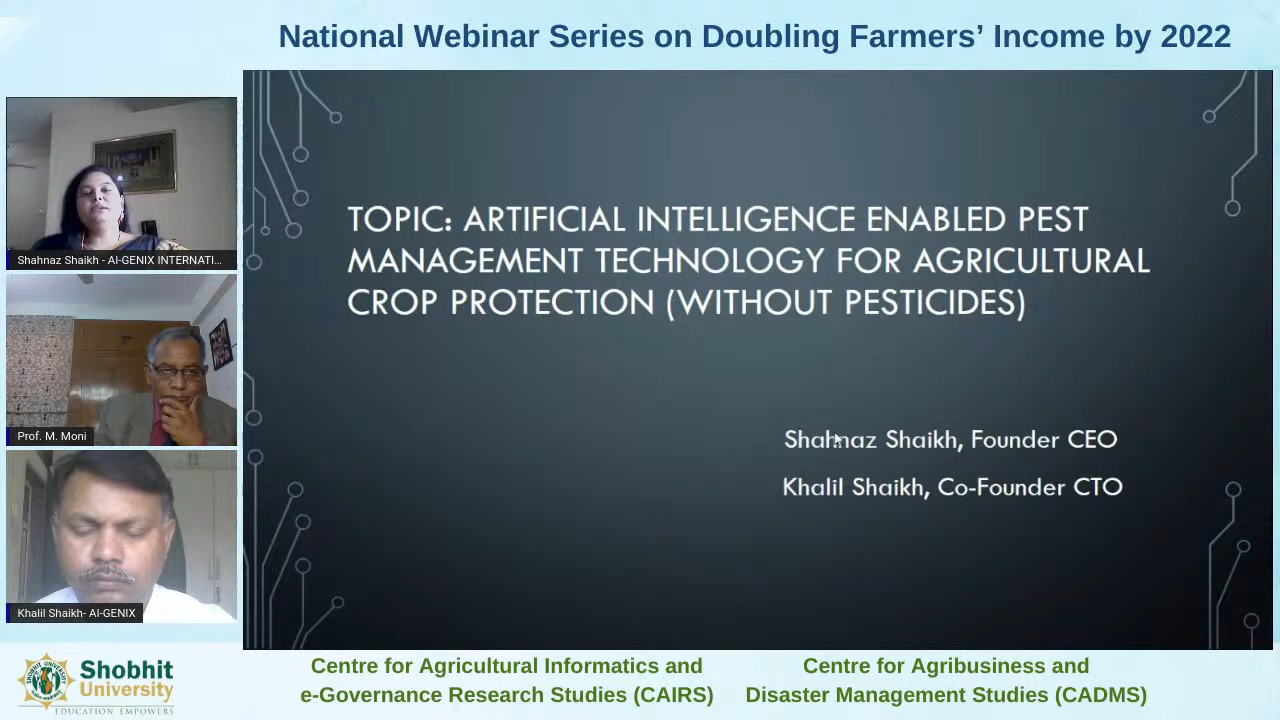 National Webinar Series on Doubling Farmers' Income by 2022
Shahnaz Shaikh - AI-GENIX INTERNATI...
Prof. M. Moni
Khalil Shaikh- AI-GENIX
TOPIC: ARTIFICIAL INTELLIGENCE ENABLED PEST
MANAGEMENT TECHNOLOGY FOR AGRICULTURAL
CROP PROTECTION (WITHOUT PESTICIDES)
Shahnaz Shaikh, Founder CEO
Khalil Shaikh, Co-Founder CTO
SHOBHIT UNIVERSITY
Shobhit
University
EDUCATION EMPOWERS
Centre for Agricultural Informatics and
e-Governance Research Studies (CAIRS)
Centre for Agribusiness and
Disaster Management Studies (CADMS)